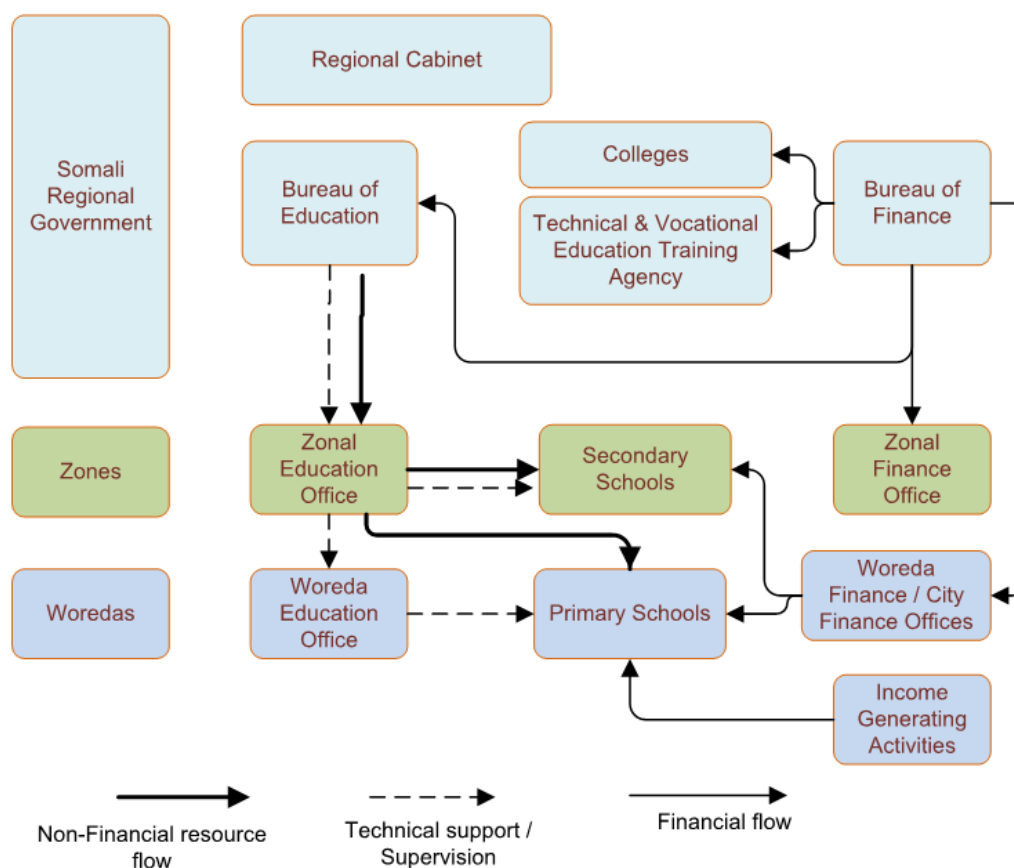 Somali
Regional
Government
Regional Cabinet
Bureau of
Education
Colleges
Technical & Vocational
Education Training
Agency
Bureau of
Finance
Zones
Zonal
Education
Office
Secondary
Schools
Zonal
Finance
Office
Woredas
Woreda
Education
Office
Primary Schools
Woreda
Finance / City
Finance Offices
Income
Generating
Activities
Non-Financial resource
flow
Technical support /
Supervision
Financial flow